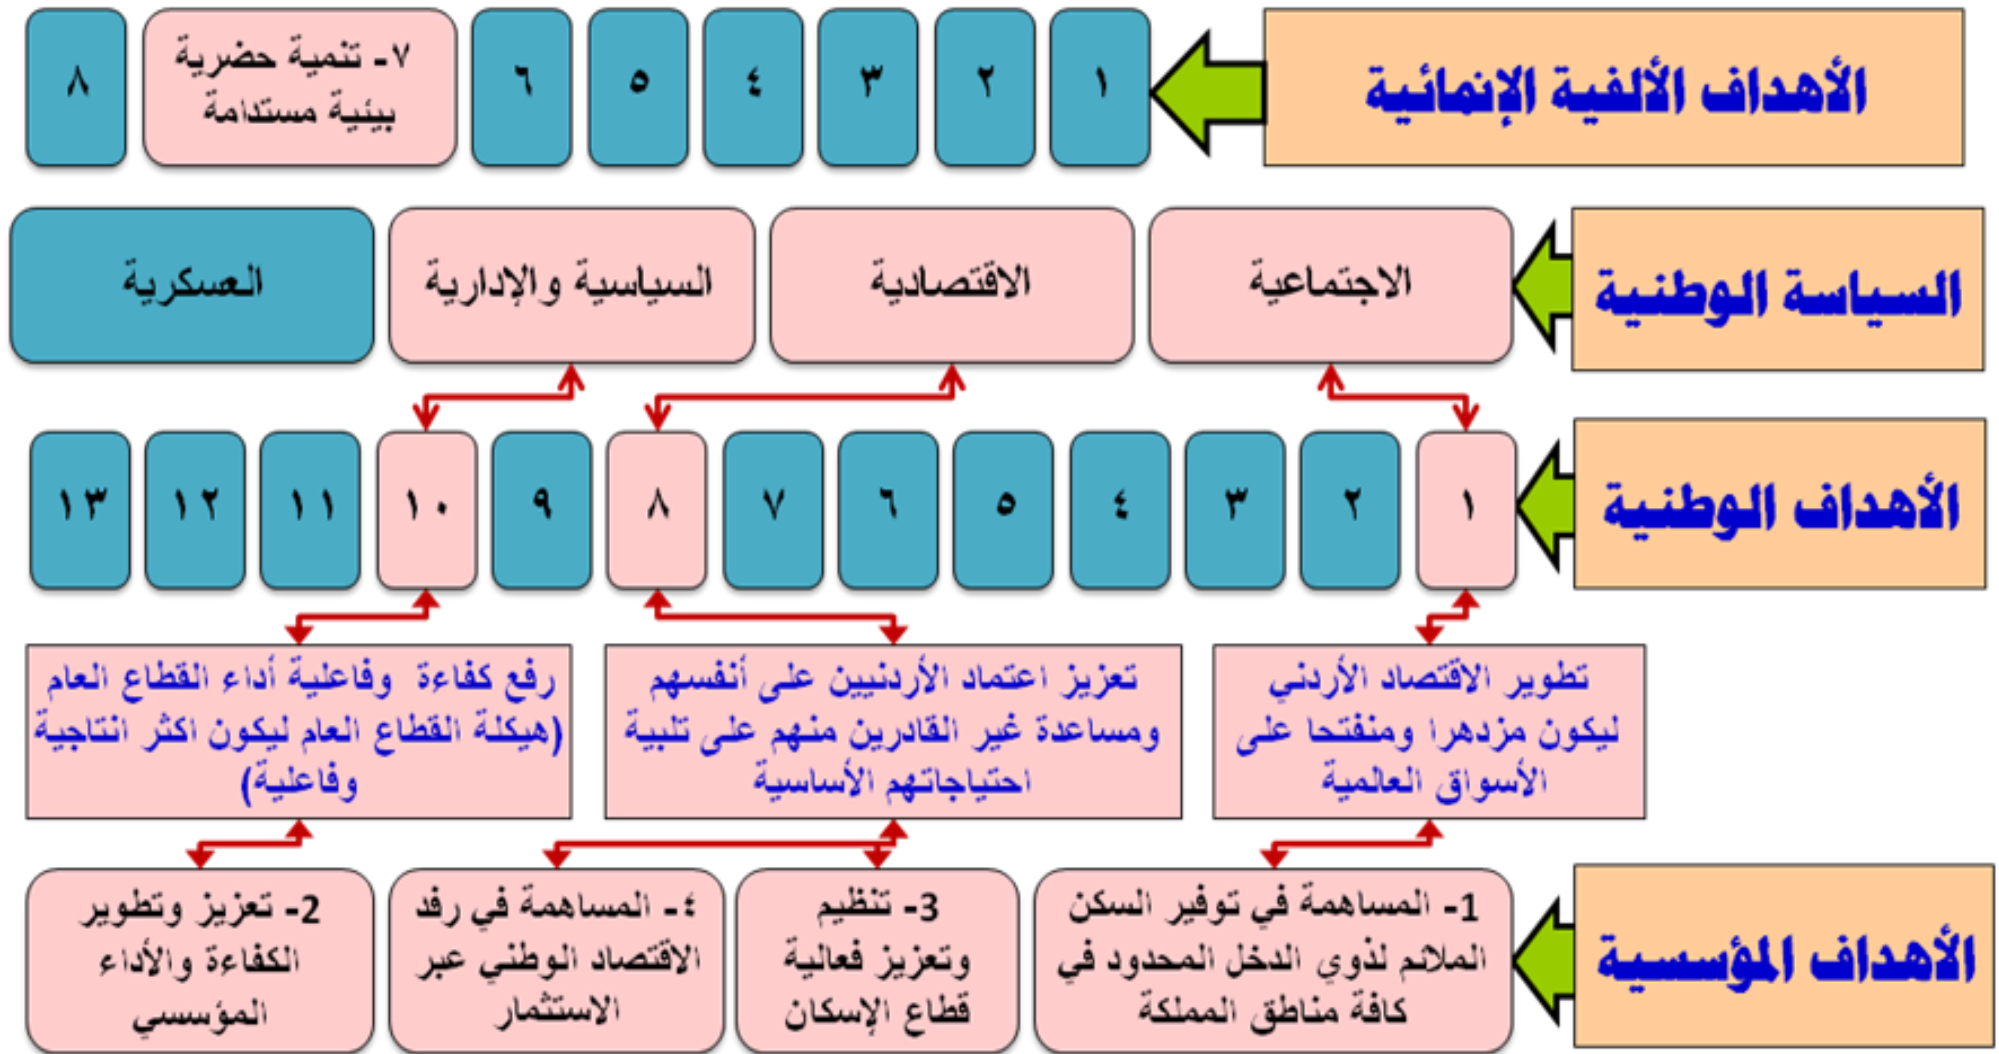 الأهداف الألفية الإنمائية
١
٢
٣
٤
٥
٦
٧- تنمية حضرية
بيئية مستدامة
٨
السياسة الوطنية
الاجتماعية
الاقتصادية
السياسية والإدارية
العسكرية
الأهداف الوطنية
١
٢
٣
٤
٥
٦
٧
٨
٩
١٠
١١
١٢
١٣
تطوير الاقتصاد الأردني
ليكون مزدهرا ومنفتحا على
الأسواق العالمية
تعزيز اعتماد الأردنيين على أنفسهم
ومساعدة غير القادرين منهم على تلبية
احتياجاتهم الأساسية
رفع كفاءة وفاعلية أداء القطاع العام
(هيكلة القطاع العام ليكون اكثر انتاجية
وفاعلية)
الأهداف المؤسسية
1- المساهمة في توفير السكن
الملائم لذوي الدخل المحدود في
كافة مناطق المملكة
3- تنظيم
وتعزيز فعالية
قطاع الإسكان
٤- المساهمة في رفد
الاقتصاد الوطني عبر
الاستثمار
2- تعزيز وتطوير
الكفاءة والأداء
المؤسسي